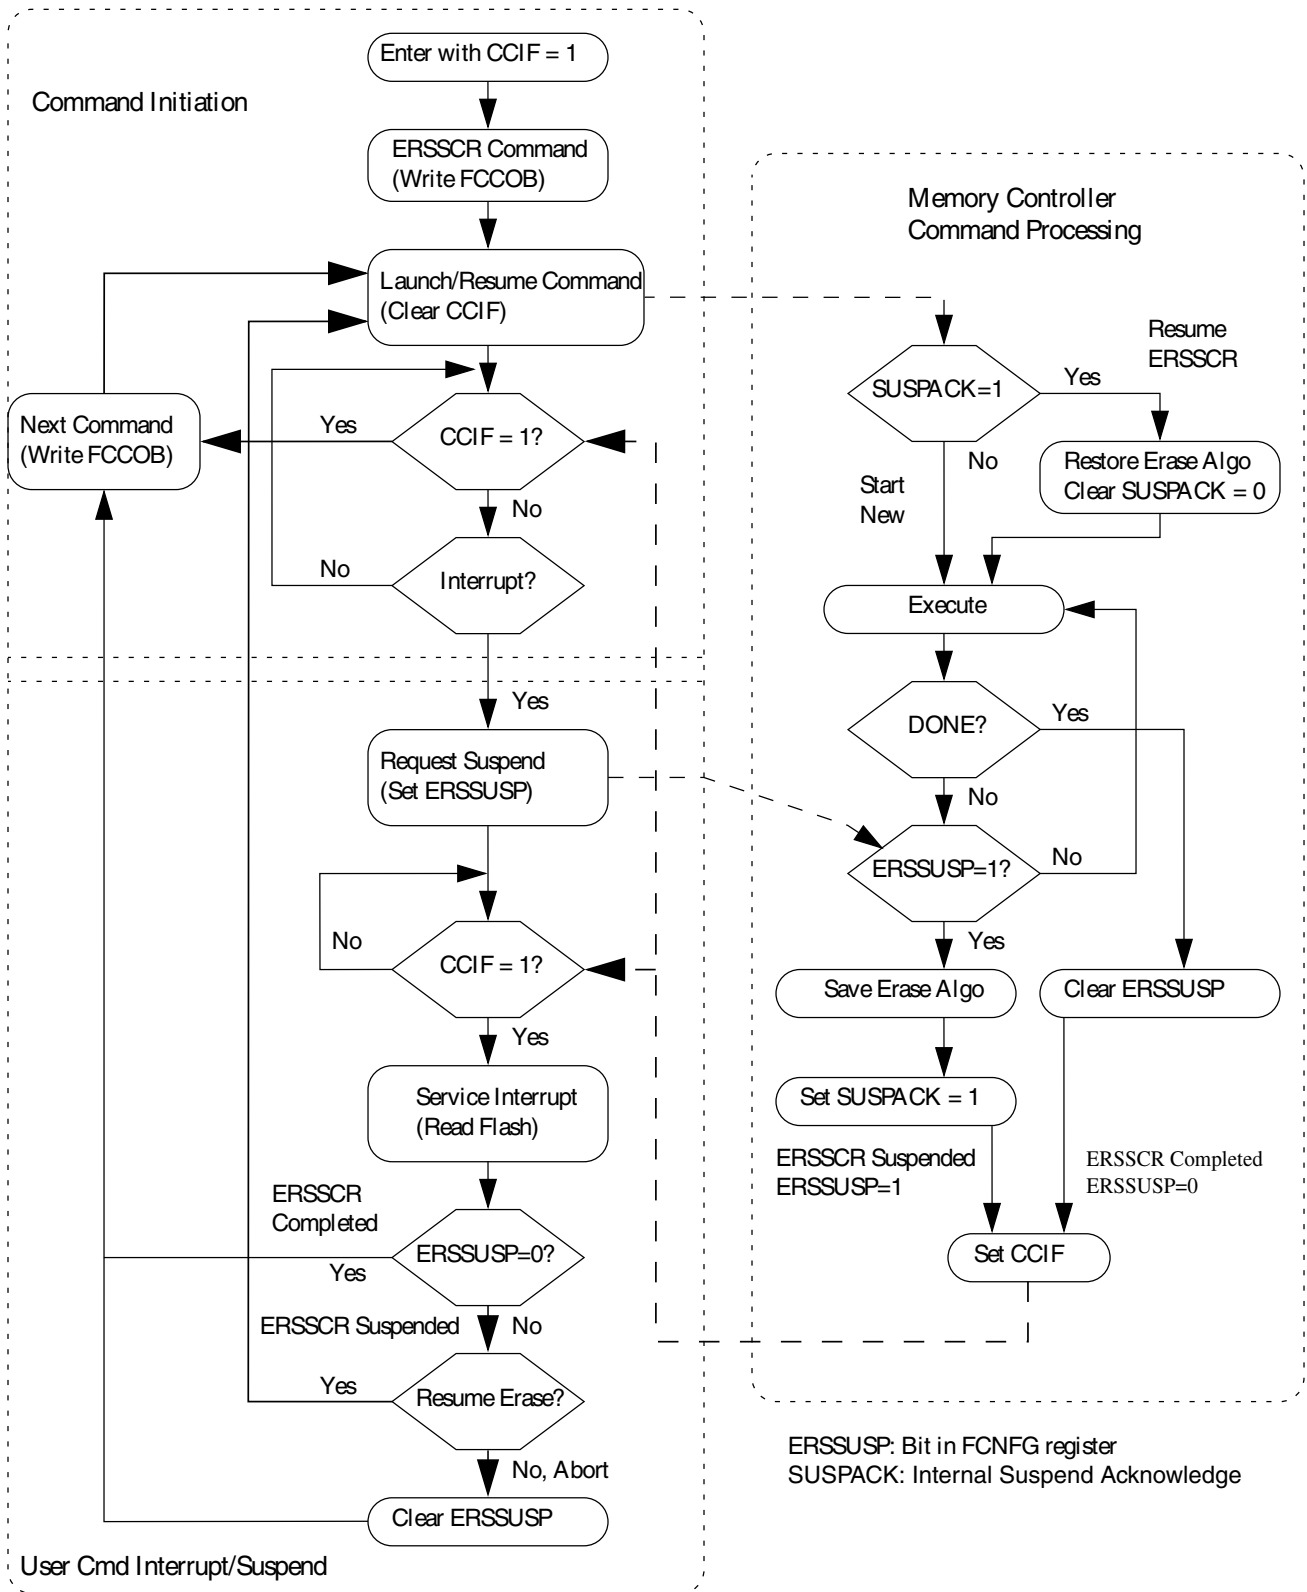 Enter with CCIF = 1
Command Initiation
ERSSCR Command
(Write FCCOB)
Launch/Resume Command
(Clear CCIF)
Next Command
(Write FCCOB)
Yes
CCIF = 1?
No
No
Interrupt?
Yes
Request Suspend
(Set ERSSUSP)
No
CCIF = 1?
Yes
Service Interrupt
(Read Flash)
ERSSCR
Completed
ERSSUSP=0?
Yes
ERSSCR Suspended
No
Yes
Resume Erase?
No, Abort
Clear ERSSUSP
User Cmd Interrupt/Suspend
Memory Controller
Command Processing
Resume
ERSSCR
SUSPACK=1
Yes
No
Restore Erase Algo
Clear SUSPACK = 0
Start
New
Execute
DONE?
Yes
No
ERSSUSP=1?
No
Yes
Save Erase Algo
Clear ERSSUSP
Set SUSPACK = 1
ERSSCR Suspended
ERSSUSP=1
ERSSCR Completed
ERSSUSP=0
Set CCIF
ERSSUSP: Bit in FCNFG register
SUSPACK: Internal Suspend Acknowledge